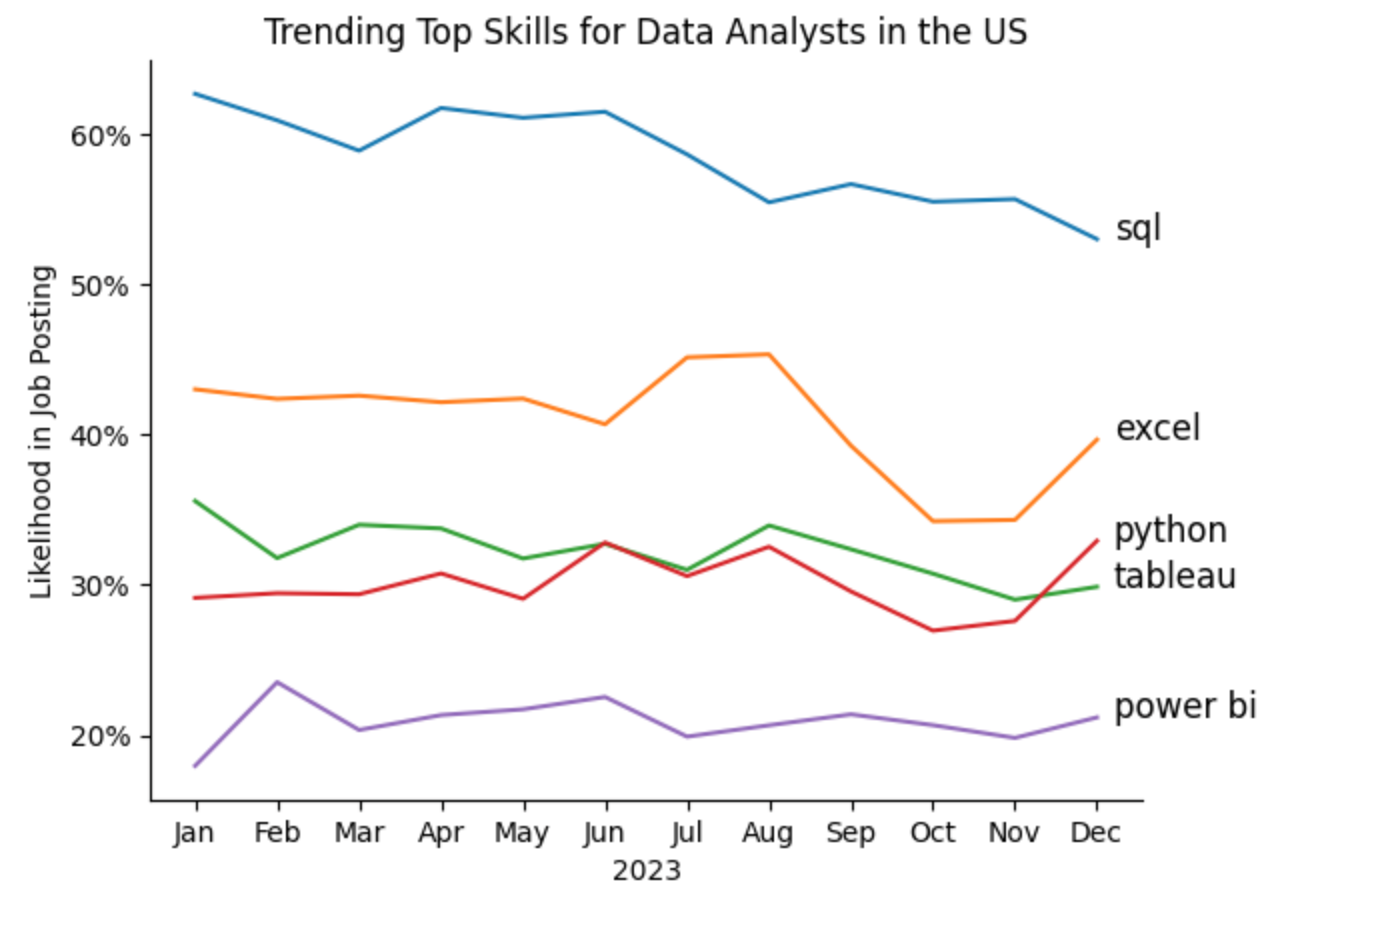 Trending Top Skills for Data Analysts in the US
Likelihood in Job Posting
60%
50%
40%
30%
20%
sql
excel
python
tableau
power bi
Jan Feb Mar Apr May Jun Jul Aug Sep Oct Nov Dec
2023